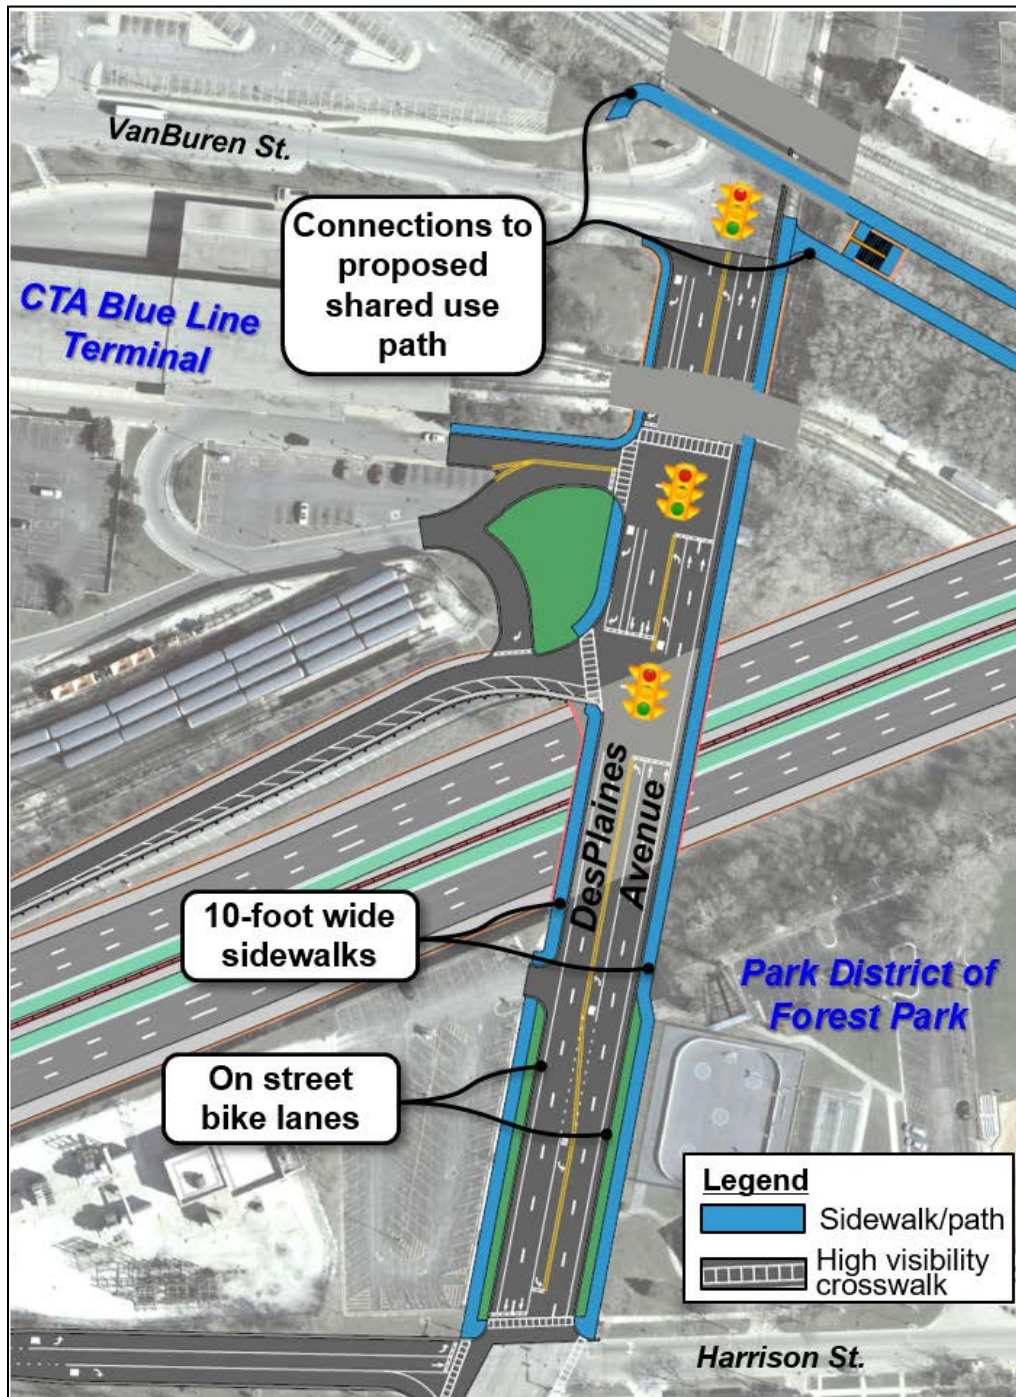 VanBuren St.
Connections to
proposed
shared use
path
CTA Blue Line
Terminal
DesPlaines
Avenue
10-foot wide
sidewalks
Park District of
Forest Park
On street
bike lanes
Legend
Sidewalk/path
High visibility
crosswalk
Harrison St.